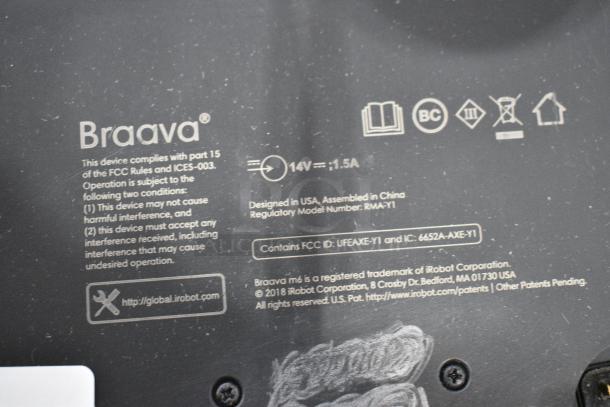 Braava®
This device complies with part 15
of the FCC Rules and ICES-003.
Operation is subject to the
following two conditions:
(1) This device may not cause
harmful interference, and
(2) this device must accept any
interference received, including
interference that may cause
undesired operation.
http://global.irobot.com
BC
III
14V ;1.5A
Designed in USA, Assembled in China
Regulatory Model Number: RMA-Y1
Contains FCC ID: UFEAXE-Y1 and IC: 6652A-AXE-Y1
Braava m6 is a registered trademark of iRobot Corporation.
© 2018 iRobot Corporation, 8 Crosby Dr. Bedford, MA 01730 USA
All rights reserved. U.S. Pat. http://www.irobot.com/patents | Other Patents Pending.